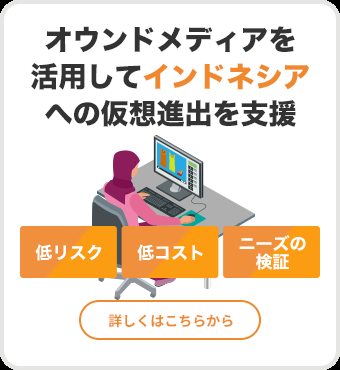 オウンドメディアを
活用してインドネシア
への仮想進出を支援
低リスク
低コスト
ニーズの
検証
詳しくはこちらから